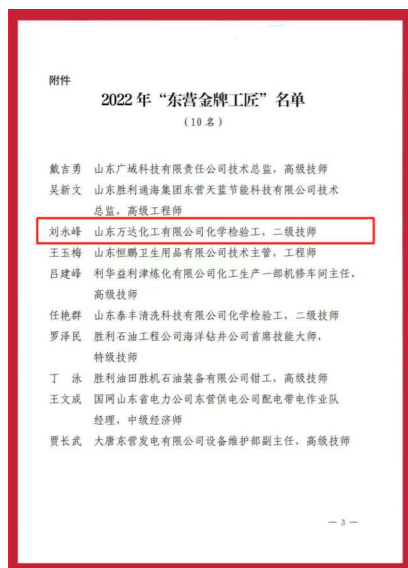 附件
2022年“东营金牌工匠”名单
(10名)
戴吉勇 山东广域科技有限责任公司技术总监，高级技师
吴新文 山东胜利通海集团东营天蓝节能科技有限公司技术
总监，高级工程师
刘永峰 山东万达化工有限公司化学检验工，二级技师
王玉梅 山东恒鹏卫生用品有限公司技术主管，工程师
吕建峰 利华益利津炼化有限公司化工生产一部机修车间主任，
高级技师
任艳群 山东泰丰清洗科技有限公司化学检验工，二级技师
罗泽民 胜利石油工程公司海洋钻井公司首席技能大师，
特级技师
丁泳 胜利油田胜机石油装备有限公司钳工，高级技师
王文成 国网山东省电力公司东营供电公司配电带电作业队
经理，中级经济师
贾长武 大唐东营发电有限公司设备维护部副主任，高级技师
— 3 —